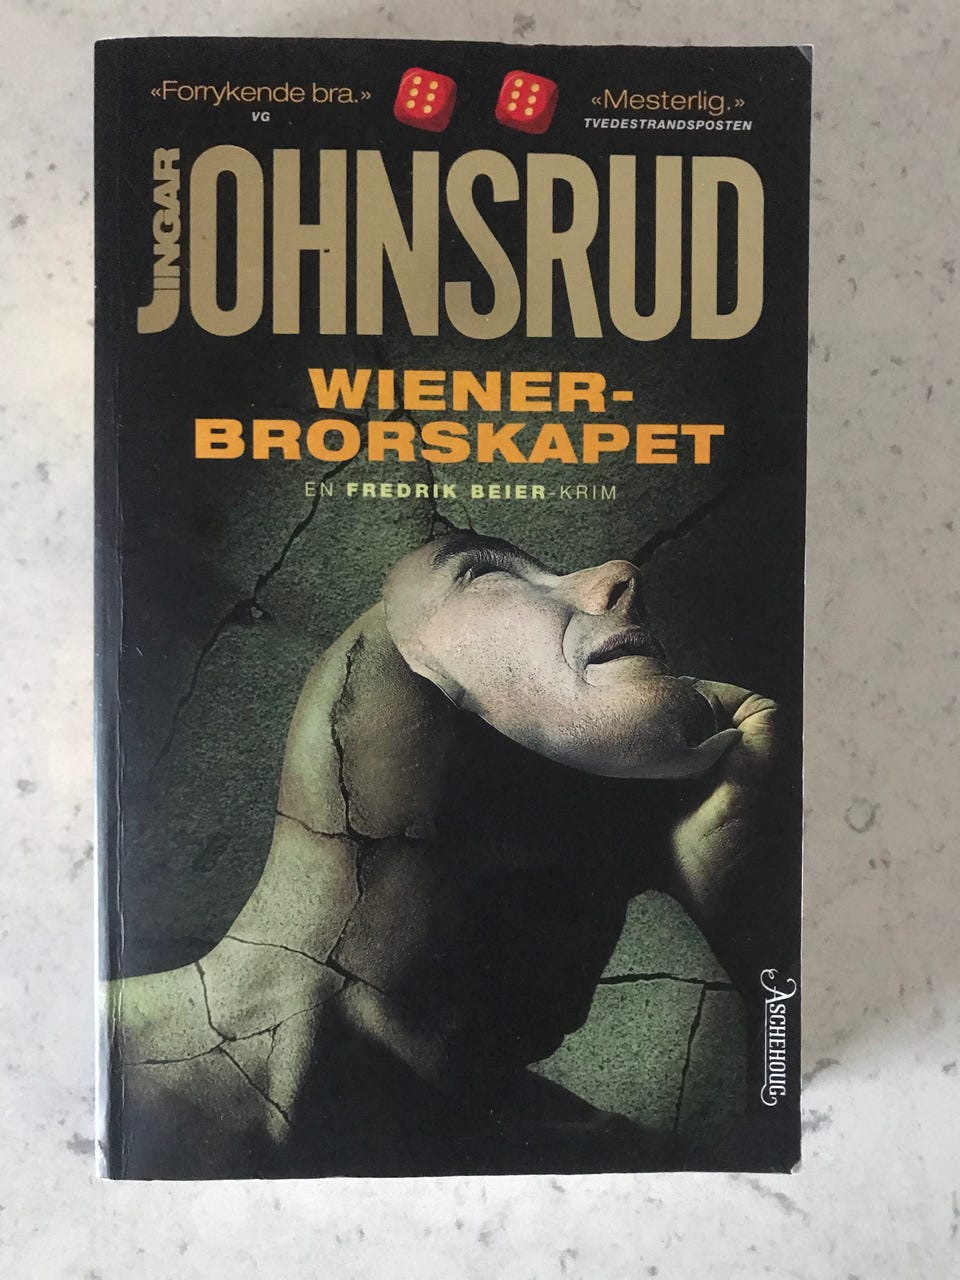 «Forrykende bra.»
VG
«Mesterlig.»
TVEDESTRANDSPOSTEN
INGAR
JOHNSRUD
WIENER-
BRORSKAPET
EN FREDRIK BEIER-KRIM
ASCHEHOUG